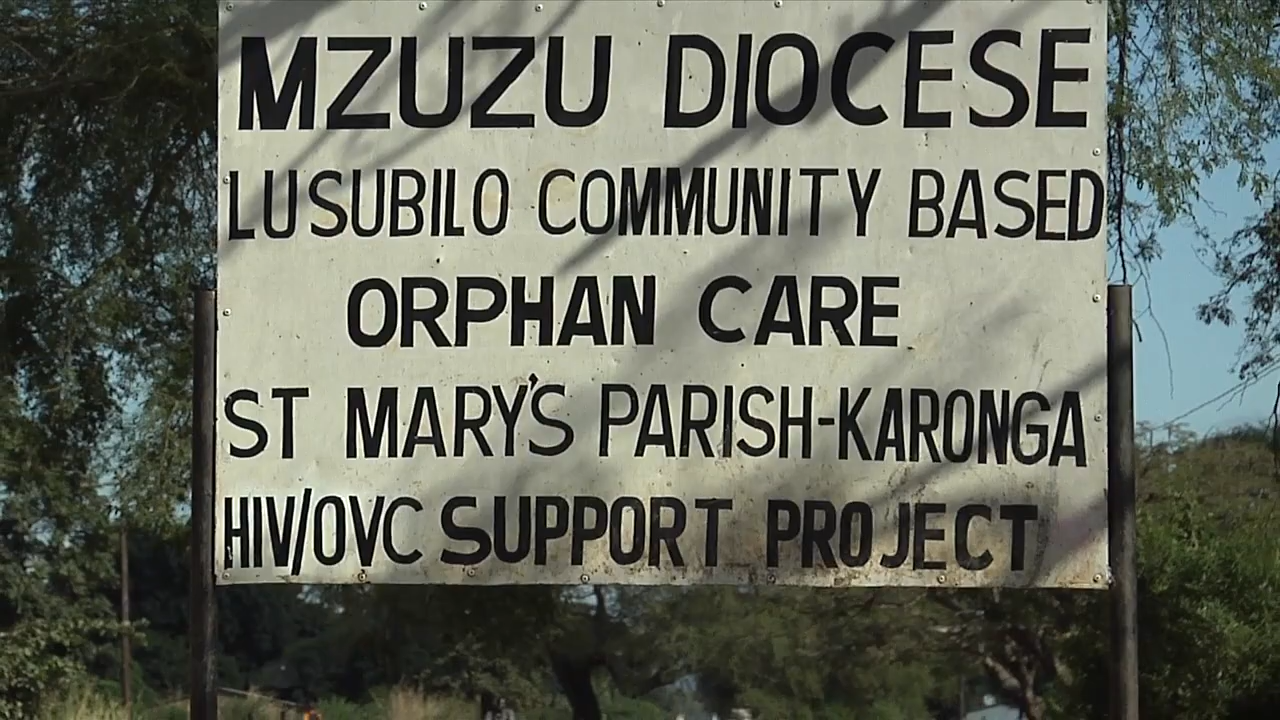 MZUZU DIOCESE
LUSUBILO COMMUNITY BASED
ORPHAN CARE
ST MARY'S PARISH-KARONGA
HIV/OVC SUPPORT PROJECT